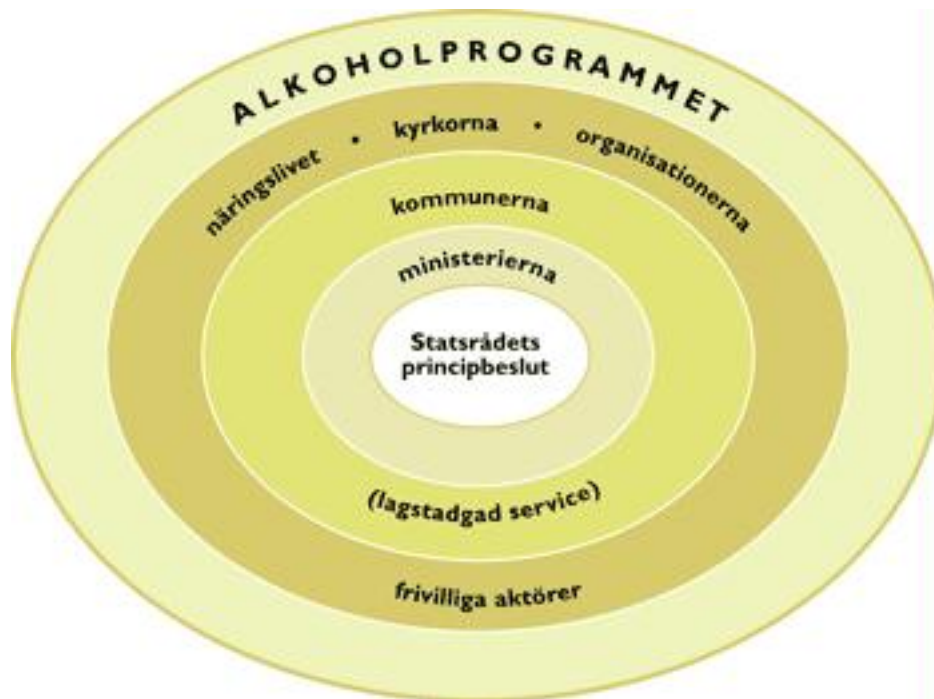 ALKOHOLPROGRAMMET
näringslivet • kyrkorna • organisationerna
kommunerna
ministerierna
Statsrådets
principbeslut
(lagstadgad service)
frivilliga aktörer